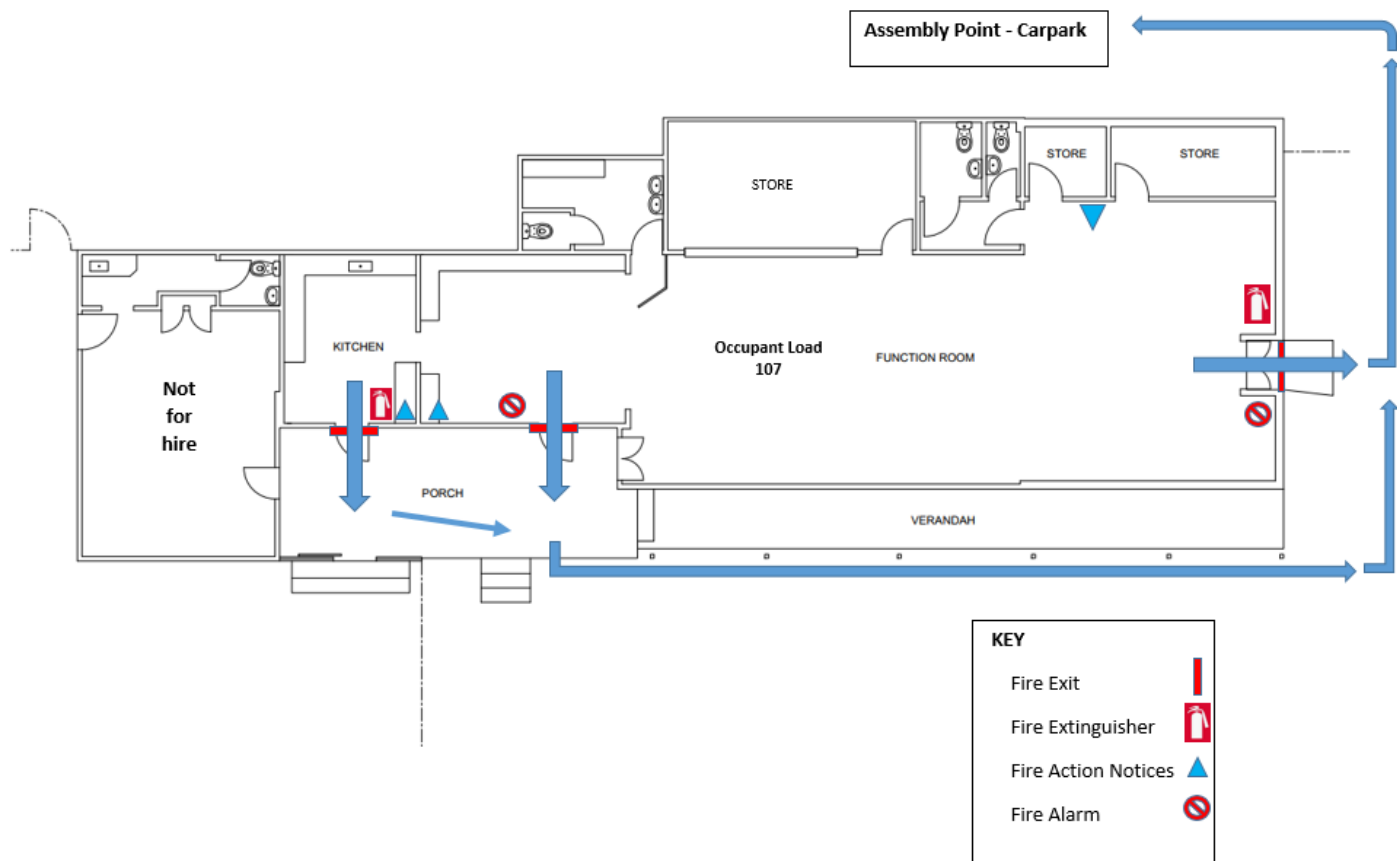 Assembly Point - Carpark
STORE
STORE
STORE
KITCHEN
Occupant Load
107
FUNCTION ROOM
Not
for
hire
PORCH
VERANDAH
KEY
Fire Exit
Fire Extinguisher
Fire Action Notices
Fire Alarm